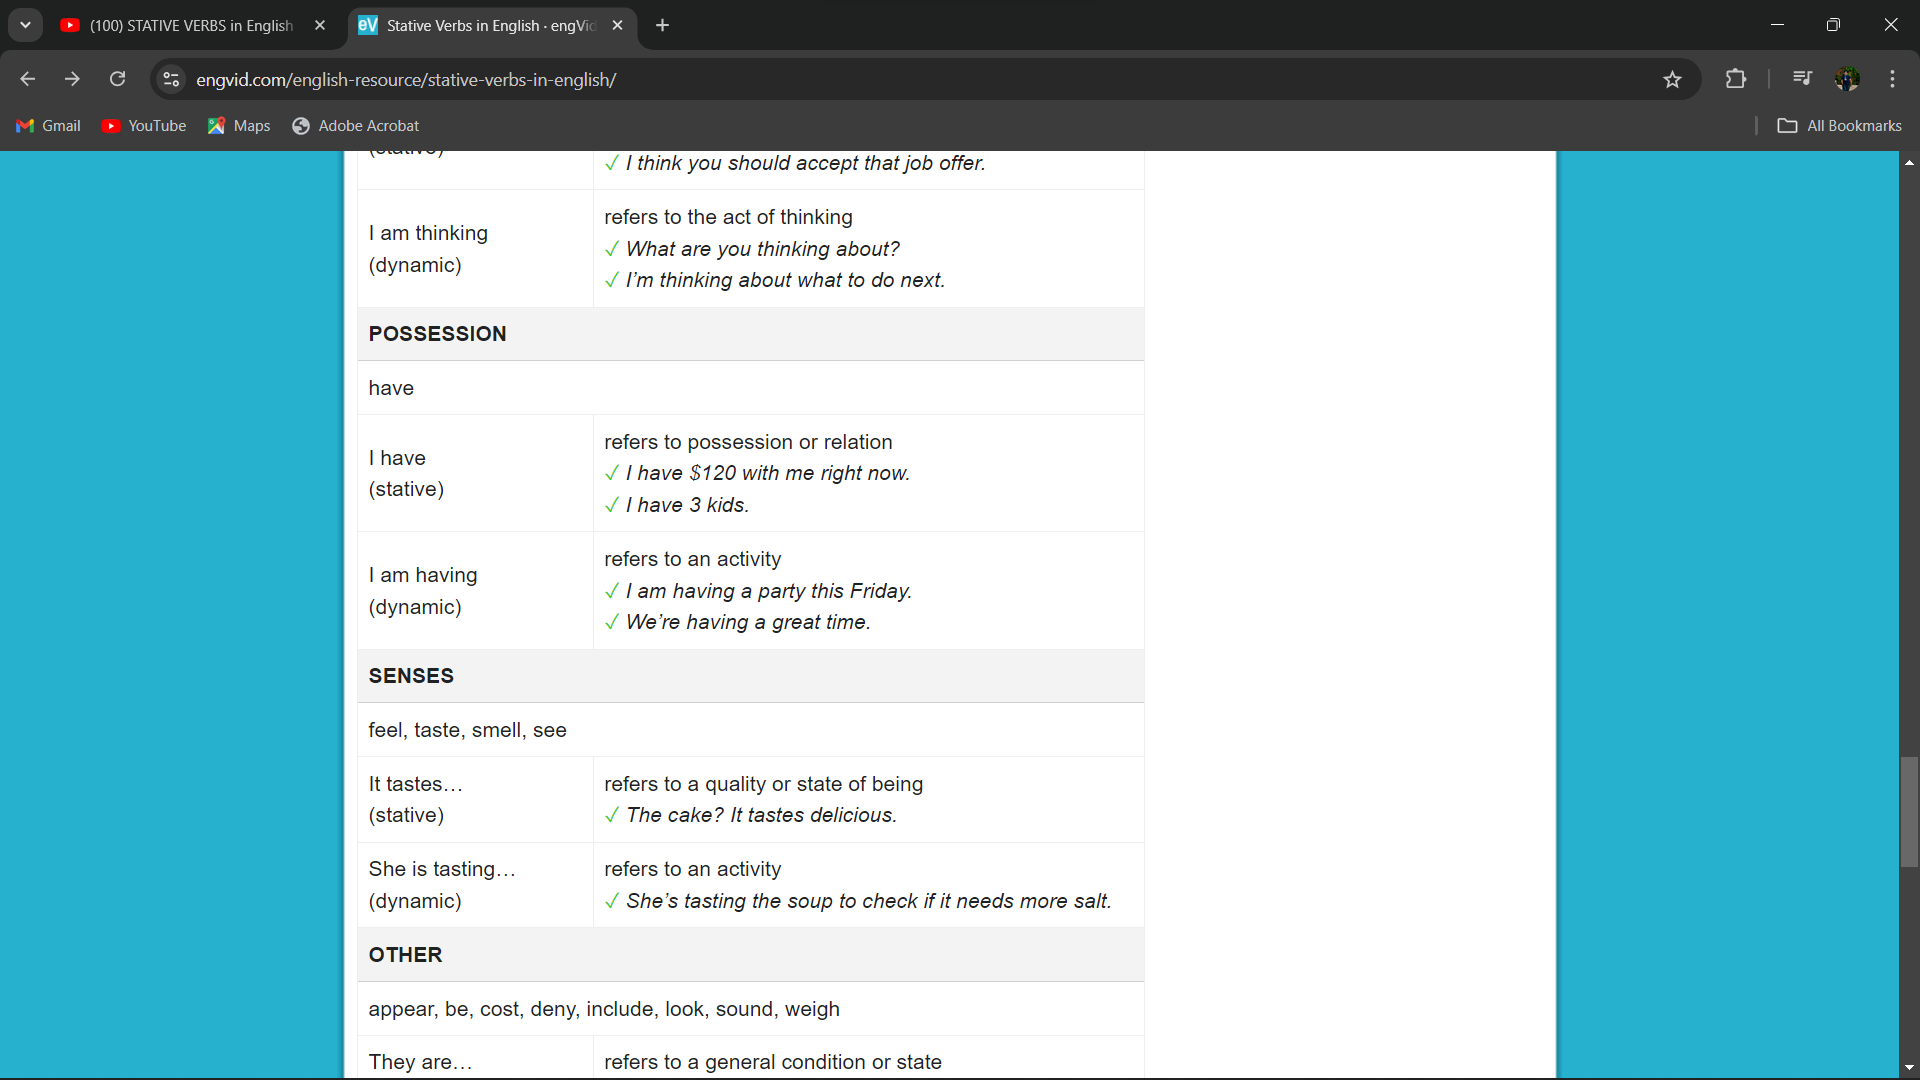 (100) STATIVE VERBS in English
Stative Verbs in English · engVid
engvid.com/english-resource/stative-verbs-in-english/
Gmail
YouTube
Maps
Adobe Acrobat
All Bookmarks
(stative)
✓ I think you should accept that job offer.
I am thinking
(dynamic)
refers to the act of thinking
✓ What are you thinking about?
✓ I’m thinking about what to do next.
POSSESSION
have
I have
(stative)
refers to possession or relation
✓ I have $120 with me right now.
✓ I have 3 kids.
I am having
(dynamic)
refers to an activity
✓ I am having a party this Friday.
✓ We’re having a great time.
SENSES
feel, taste, smell, see
It tastes…
(stative)
refers to a quality or state of being
✓ The cake? It tastes delicious.
She is tasting…
(dynamic)
refers to an activity
✓ She’s tasting the soup to check if it needs more salt.
OTHER
appear, be, cost, deny, include, look, sound, weigh
They are…
refers to a general condition or state